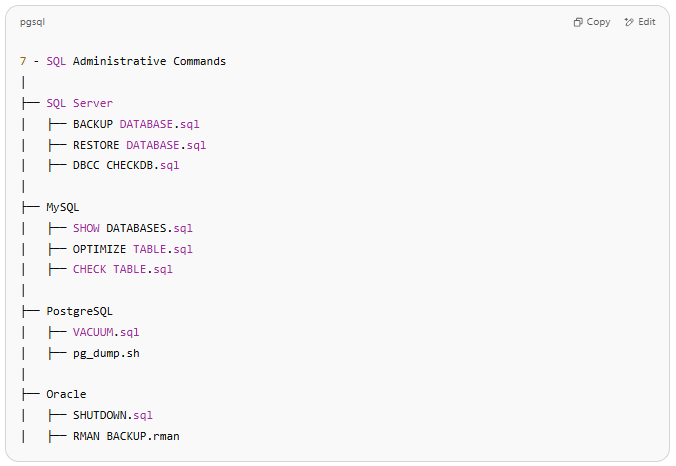 pgsql
Copy
Edit
7 - SQL Administrative Commands
│
├── SQL Server
│   ├── BACKUP DATABASE.sql
│   ├── RESTORE DATABASE.sql
│   ├── DBCC CHECKDB.sql
│
├── MySQL
│   ├── SHOW DATABASES.sql
│   ├── OPTIMIZE TABLE.sql
│   ├── CHECK TABLE.sql
│
├── PostgreSQL
│   ├── VACUUM.sql
│   ├── pg_dump.sh
│
├── Oracle
│   ├── SHUTDOWN.sql
│   ├── RMAN BACKUP.rman